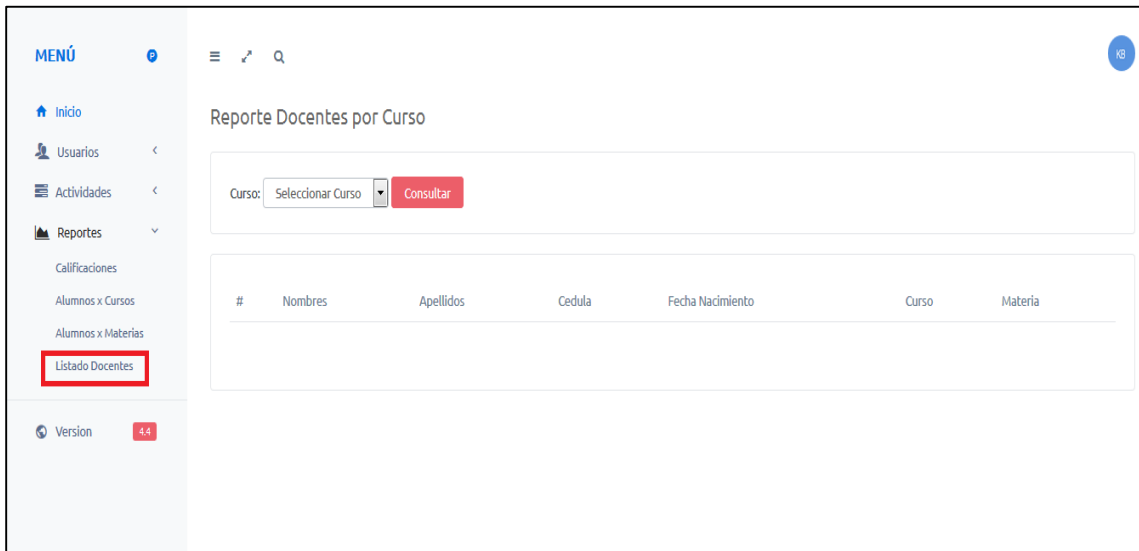 MENÚ
P
KB
Inicio
Usuarios
Actividades
Reportes
Calificaciones
Alumnos x Cursos
Alumnos x Materias
Listado Docentes
Version 4.4
Reporte Docentes por Curso
Curso: Seleccionar Curso Consultar
# Nombres Apellidos Cedula Fecha Nacimiento Curso Materia